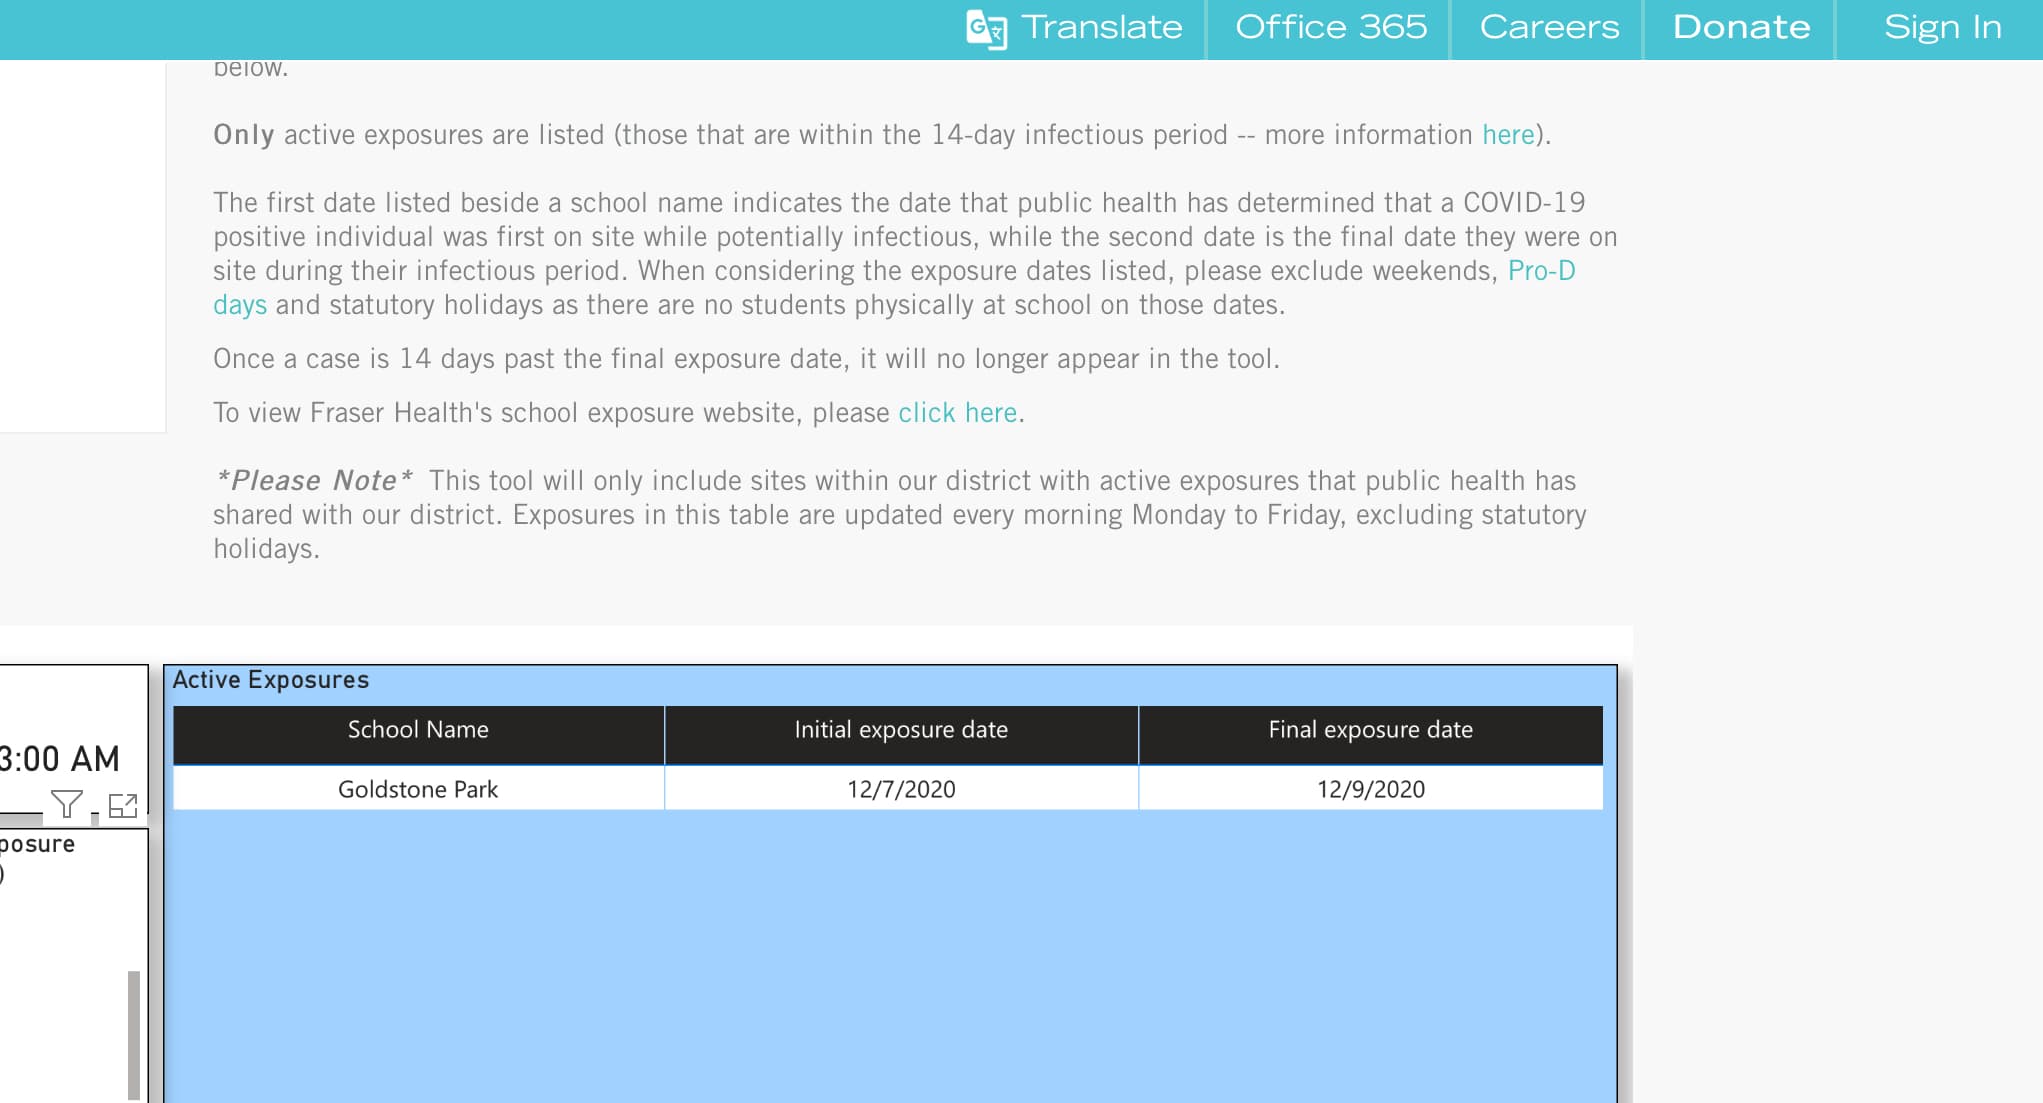 Translate
Office 365
Careers
Donate
Sign In
below.
Only active exposures are listed (those that are within the 14-day infectious period -- more information here).
The first date listed beside a school name indicates the date that public health has determined that a COVID-19
positive individual was first on site while potentially infectious, while the second date is the final date they were on
site during their infectious period. When considering the exposure dates listed, please exclude weekends, Pro-D
days and statutory holidays as there are no students physically at school on those dates.
Once a case is 14 days past the final exposure date, it will no longer appear in the tool.
To view Fraser Health's school exposure website, please click here.
*Please Note* This tool will only include sites within our district with active exposures that public health has
shared with our district. Exposures in this table are updated every morning Monday to Friday, excluding statutory
holidays.
3:00 AM
posure
)
Active Exposures
School Name Initial exposure date Final exposure date
Goldstone Park 12/7/2020 12/9/2020